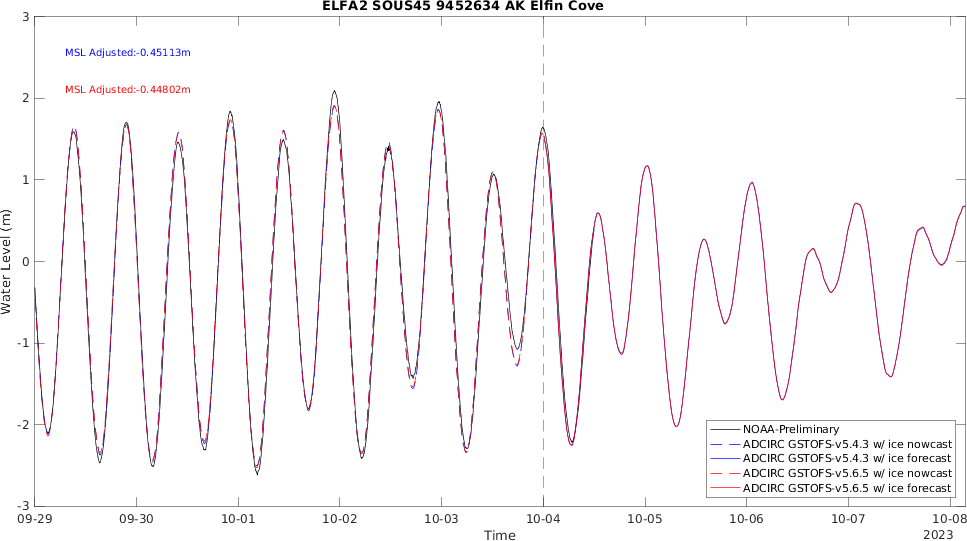 ELFA2 SOUS45 9452634 AK Elfin Cove
3
MSL Adjusted:-0.45113m
MSL Adjusted:-0.44802m
2
1
0
-1
-2
-3
Water Level (m)
NOAA-Preliminary
ADCIRC GSTOFS-v5.4.3 w/ ice nowcast
ADCIRC GSTOFS-v5.4.3 w/ ice forecast
ADCIRC GSTOFS-v5.6.5 w/ ice nowcast
ADCIRC GSTOFS-v5.6.5 w/ ice forecast
09-29 09-30 10-01 10-02 10-03 10-04 10-05 10-06 10-07 10-08
Time
2023